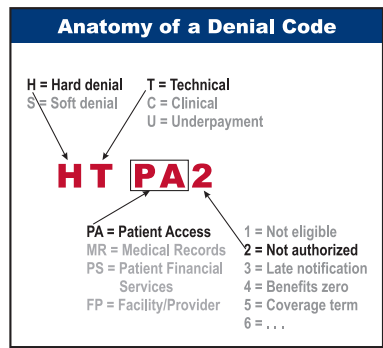 Anatomy of a Denial Code
H = Hard denial
S = Soft denial
T = Technical
C = Clinical
U = Underpayment
HT PA2
PA = Patient Access
MR = Medical Records
PS = Patient Financial
Services
FP = Facility/Provider
1 = Not eligible
2 = Not authorized
3 = Late notification
4 = Benefits zero
5 = Coverage term
6 = . . .